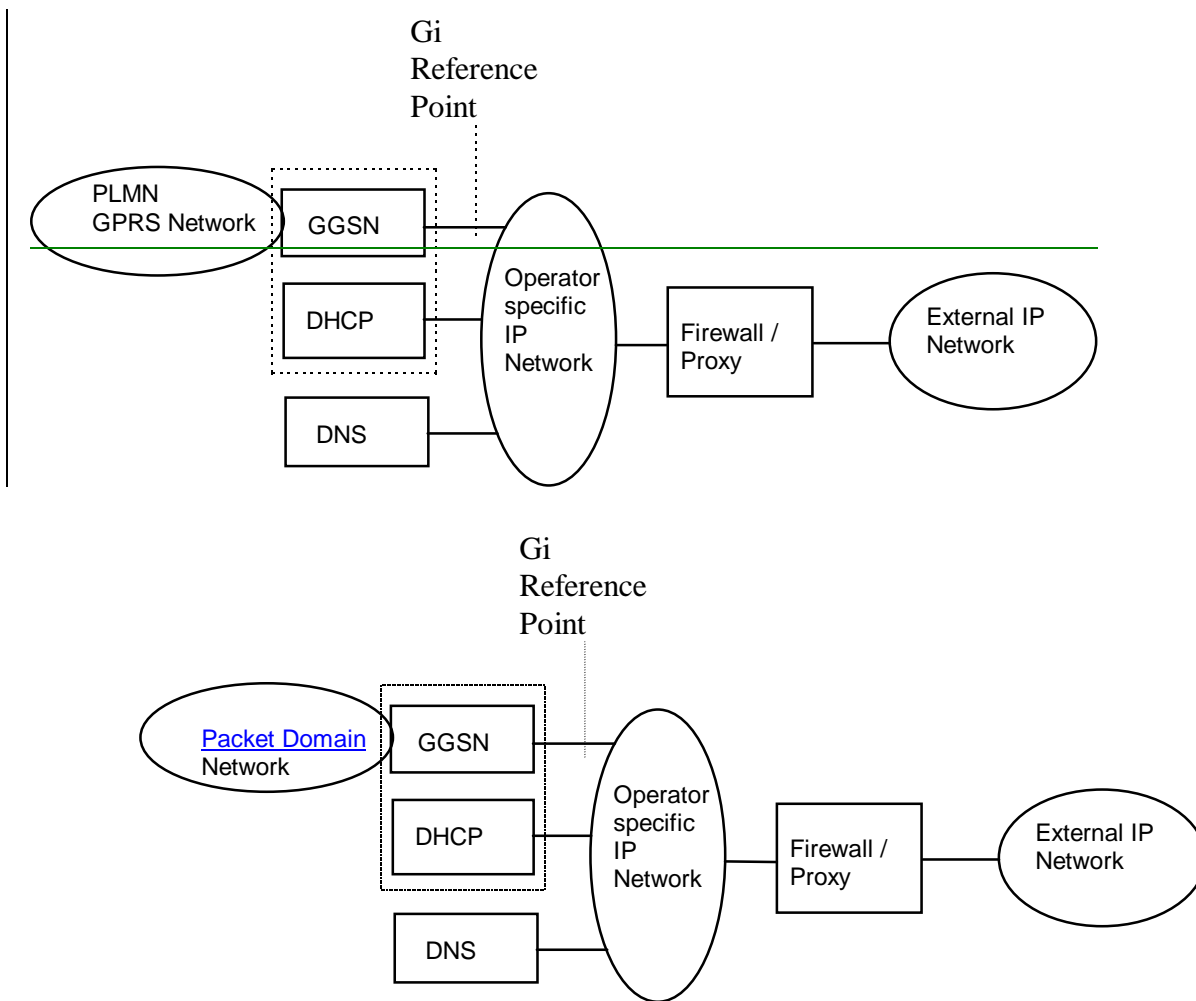 Gi
Reference
Point
PLMN
GPRS Network
GGSN
DHCP
DNS
Operator
specific
IP
Network
Firewall /
Proxy
External IP
Network
Gi
Reference
Point
Packet Domain
Network
GGSN
DHCP
DNS
Operator
specific
IP
Network
Firewall /
Proxy
External IP
Network